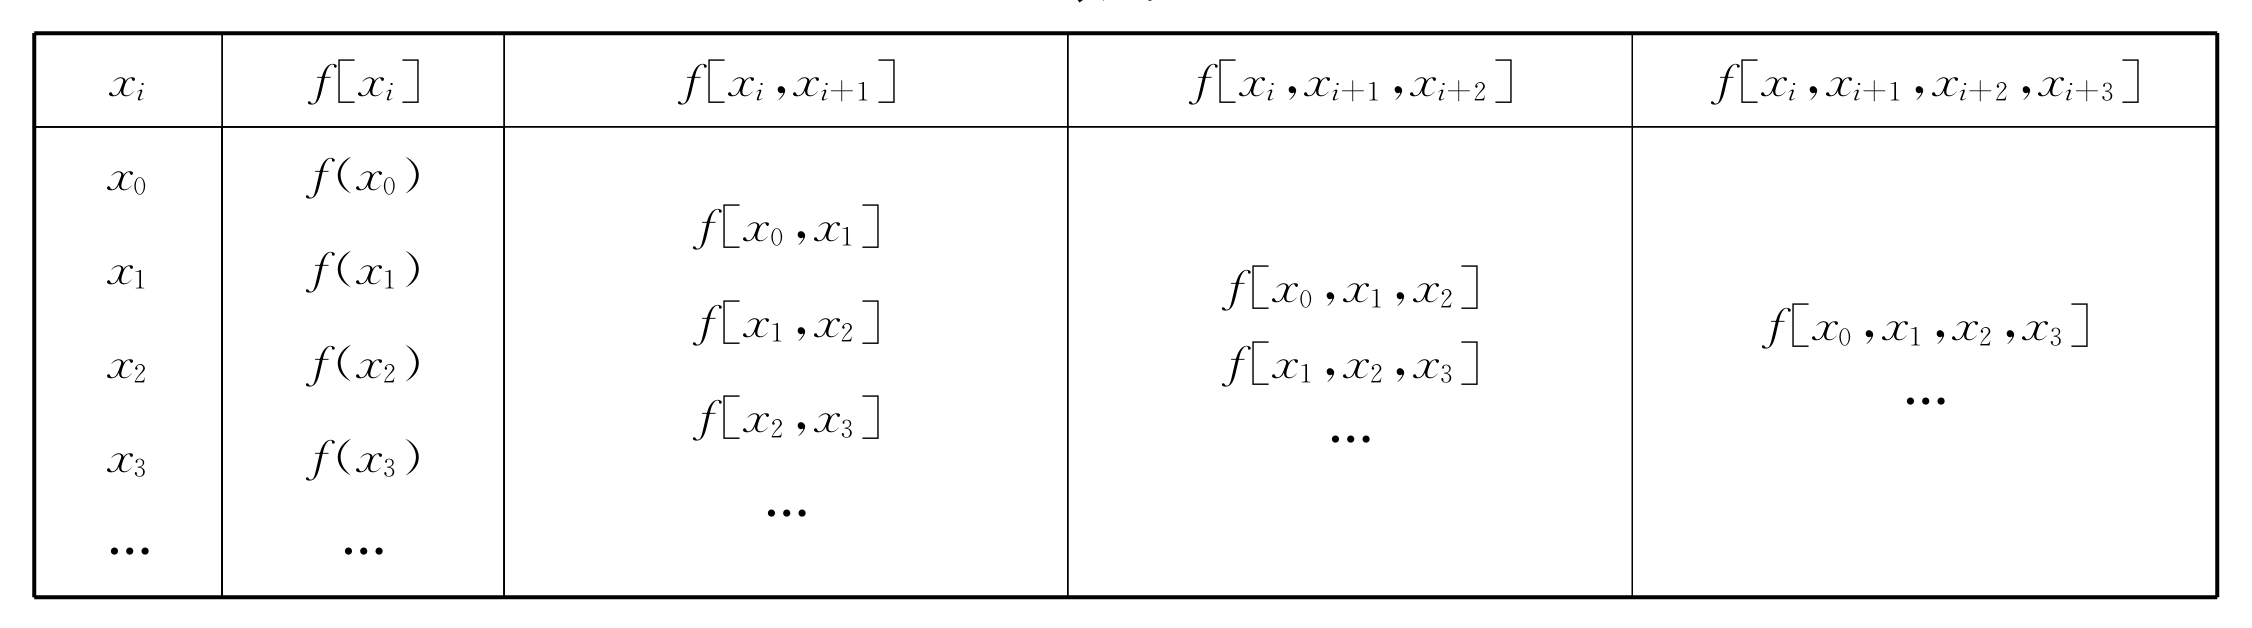 x_i f[x_i] f[x_i,x_{i+1}] f[x_i,x_{i+1},x_{i+2}] f[x_i,x_{i+1},x_{i+2},x_{i+3}]
x_0 f(x_0)
f[x_0,x_1]
x_1 f(x_1)
f[x_0,x_1,x_2]
f[x_1,x_2] f[x_0,x_1,x_2,x_3]
x_2 f(x_2) f[x_1,x_2,x_3]
…
f[x_2,x_3]
…
x_3 f(x_3)
…
… …